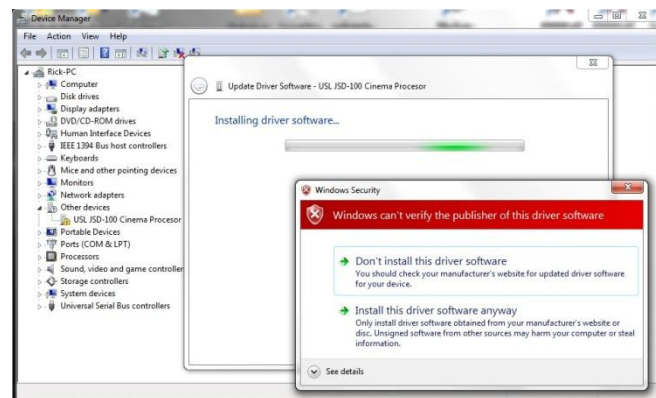 Device Manager
File Action View Help
Rick-PC
Computer
Disk drives
Display adapters
DVD/CD-ROM drives
Human Interface Devices
IEEE 1394 Bus host controllers
Keyboards
Mice and other pointing devices
Monitors
Network adapters
Other devices
USL JSD-100 Cinema Procesor
Portable Devices
Ports (COM & LPT)
Processors
Sound, video and game controller
Storage controllers
System devices
Universal Serial Bus controllers
Update Driver Software - USL JSD-100 Cinema Procesor
Installing driver software...
Windows Security
Windows can't verify the publisher of this driver software
Don't install this driver software
You should check your manufacturer's website for updated driver software
for your device.
Install this driver software anyway
Only install driver software obtained from your manufacturer's website or
disc. Unsigned software from other sources may harm your computer or steal
information.
See details